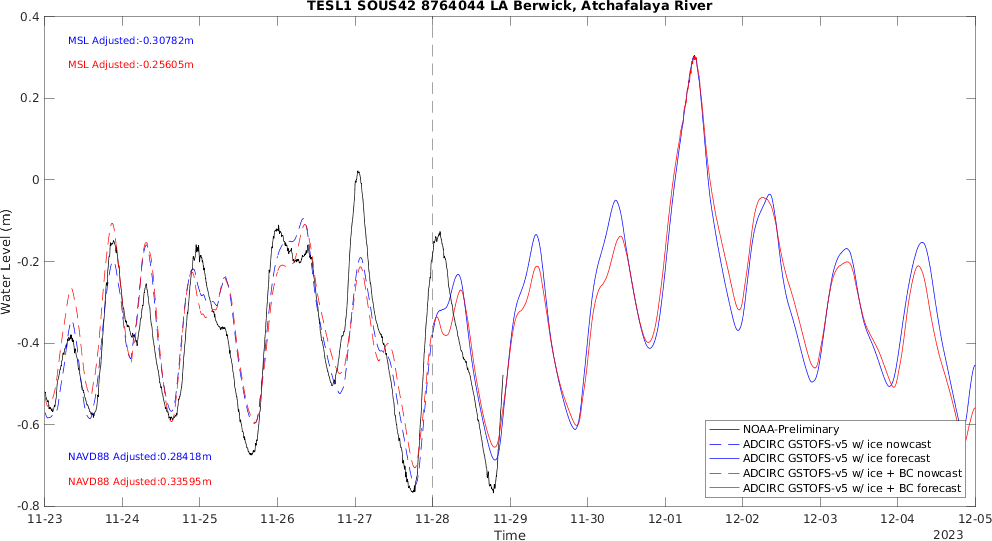 TESL1 SOUS42 8764044 LA Berwick, Atchafalaya River
MSL Adjusted:-0.30782m
MSL Adjusted:-0.25605m
NAVD88 Adjusted:0.28418m
NAVD88 Adjusted:0.33595m
Water Level (m)
0.4
0.2
0
-0.2
-0.4
-0.6
-0.8
NOAA-Preliminary
ADCIRC GSTOFS-v5 w/ ice nowcast
ADCIRC GSTOFS-v5 w/ ice forecast
ADCIRC GSTOFS-v5 w/ ice + BC nowcast
ADCIRC GSTOFS-v5 w/ ice + BC forecast
11-23 11-24 11-25 11-26 11-27 11-28 11-29 11-30 12-01 12-02 12-03 12-04 12-05
Time
2023